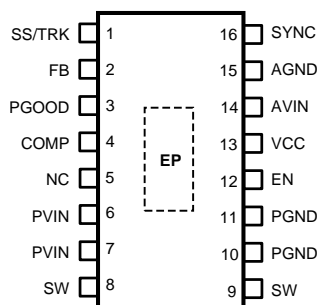 SS/TRK 1 16 SYNC
FB 2 15 AGND
PGOOD 3 14 AVIN
COMP 4 13 VCC
EP
NC 5 12 EN
PVIN 6 11 PGND
PVIN 7 10 PGND
SW 8 9 SW